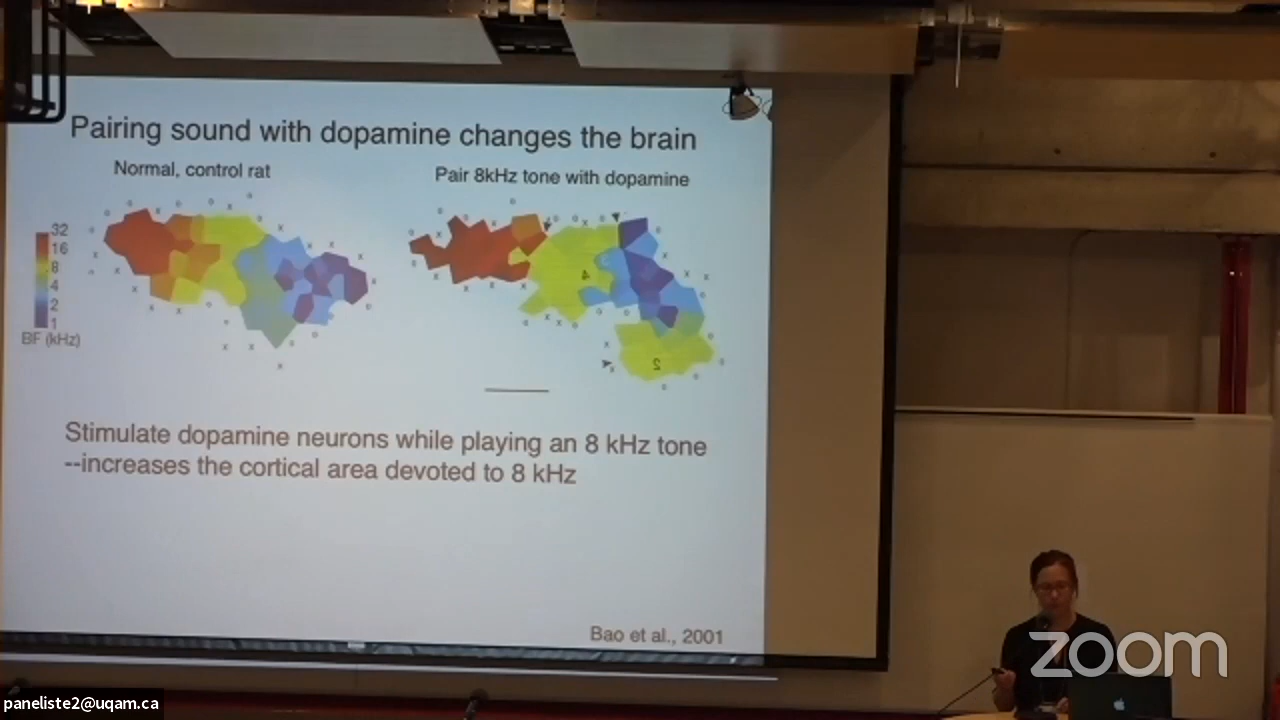 Pairing sound with dopamine changes the brain
Normal, control rat
Pair 8kHz tone with dopamine
32
16
8
4
2
1
BF (kHz)
4
2
Stimulate dopamine neurons while playing an 8 kHz tone
--increases the cortical area devoted to 8 kHz
Bao et al., 2001
zoom
paneliste2@uqam.ca